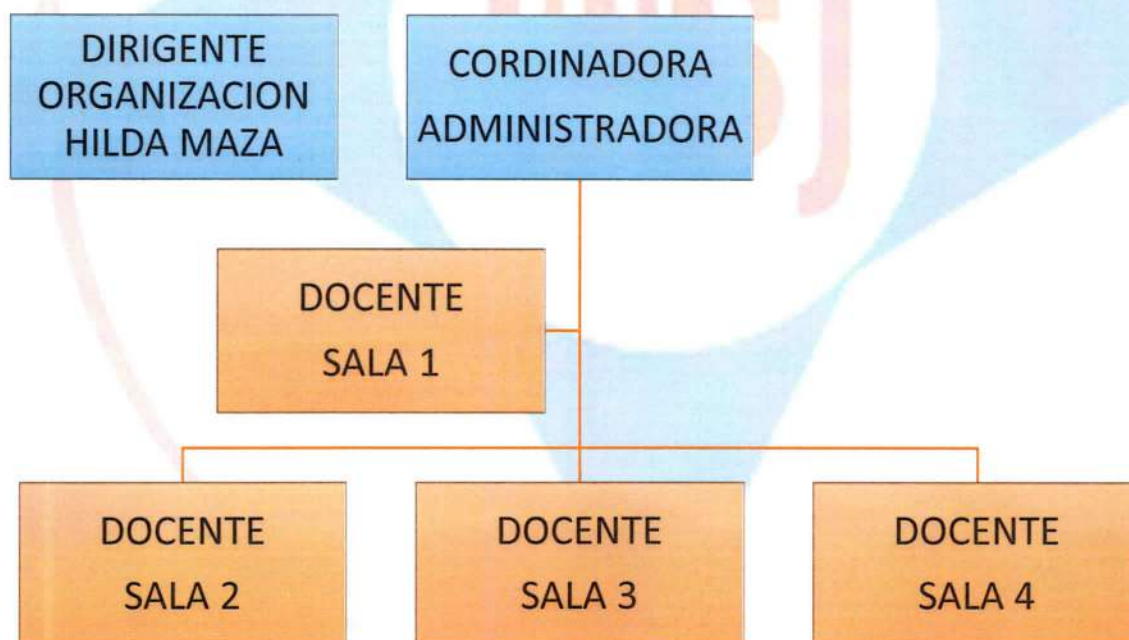 DIRIGENTE
ORGANIZACION
HILDA MAZA
CORDINADORA
ADMINISTRADORA
DOCENTE
SALA 1
DOCENTE
SALA 2
DOCENTE
SALA 3
DOCENTE
SALA 4